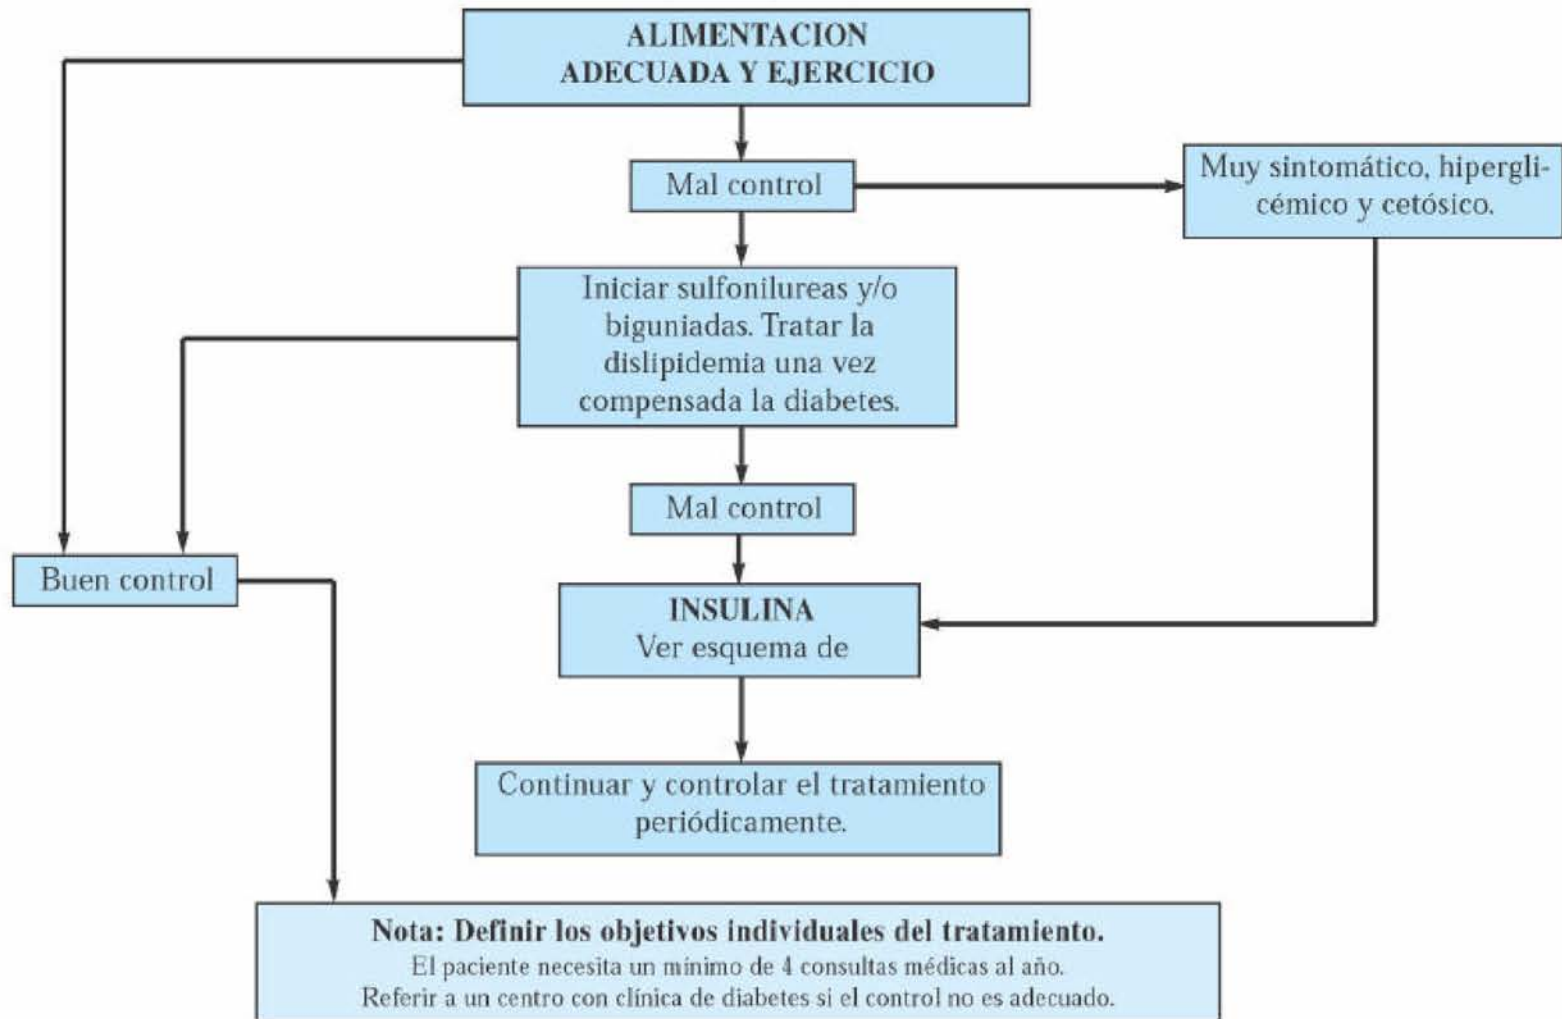 ALIMENTACION
ADECUADA Y EJERCICIO
Mal control
Muy sintomático, hipergli-
cémico y cetósico.
Iniciar sulfonilureas y/o
biguniadas. Tratar la
dislipidemia una vez
compensada la diabetes.
Mal control
Buen control
INSULINA
Ver esquema de
Continuar y controlar el tratamiento
periódicamente.
Nota: Definir los objetivos individuales del tratamiento.
El paciente necesita un mínimo de 4 consultas médicas al año.
Referir a un centro con clínica de diabetes si el control no es adecuado.